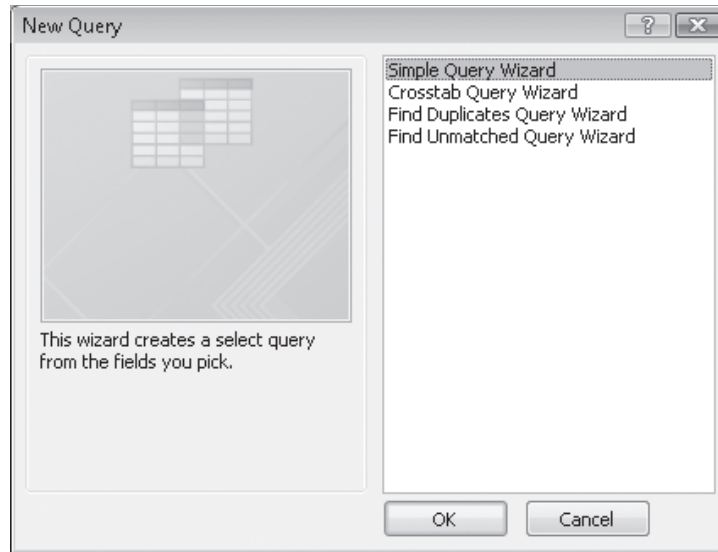 New Query
Simple Query Wizard
Crosstab Query Wizard
Find Duplicates Query Wizard
Find Unmatched Query Wizard
This wizard creates a select query
from the fields you pick.
OK
Cancel